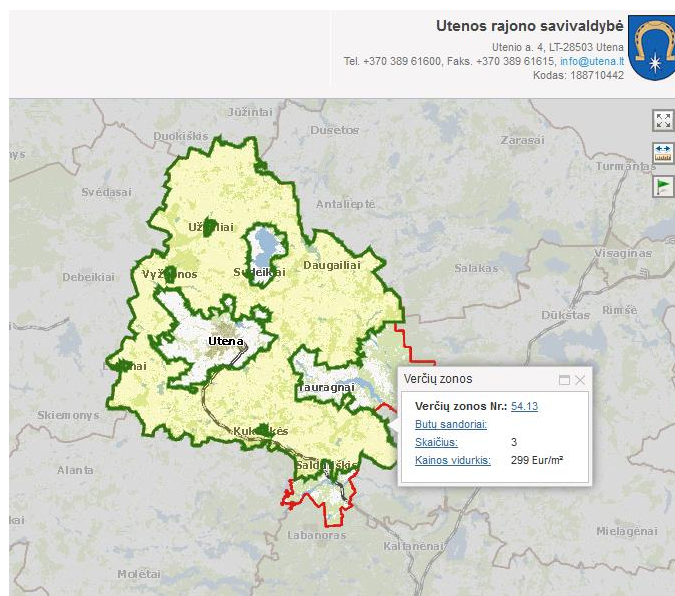 Utenos rajono savivaldybė
Utenio a. 4, LT-28503 Utena
Tel. +370 389 61600, Faks. +370 389 61615, info@utena.lt
Kodas: 188710442
Jūžintai
Duokiškis
Dusetos
Zarasai
Turmantas
Svėdasai
Antalieptė
Užpaliai
Visaginas
Debeikiai
Vyžuonos
Sudeikiai
Daugailiai
Salakas
Rimšė
Dūkštas
Utena
Tauragnai
Verčių zonos
Verčių zonos Nr.: 54.13
Butų sandoriai:
Skaičius: 3
Kainos vidurkis: 299 Eur/m²
Skiemonys
Kuktiškės
Alanta
Saldutiškis
Labanoras
Kaltanėnai
Mielagėnai
Molėtai